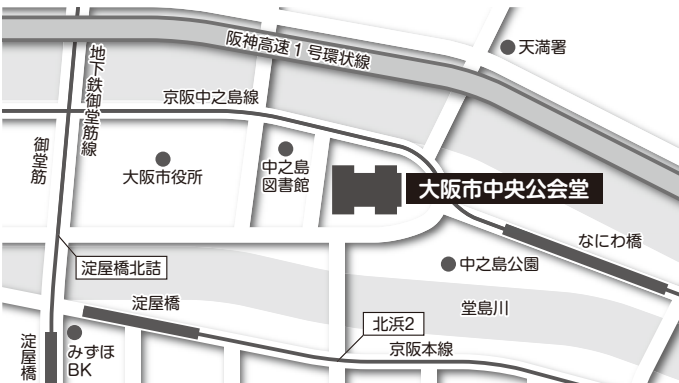 阪神高速1号環状線
天満署
地下鉄御堂筋線
京阪中之島線
御堂筋
大阪市役所
中之島
図書館
大阪市中央公会堂
なにわ橋
淀屋橋北詰
中之島公園
淀屋橋
堂島川
北浜2
淀屋橋
みずほ
BK
京阪本線